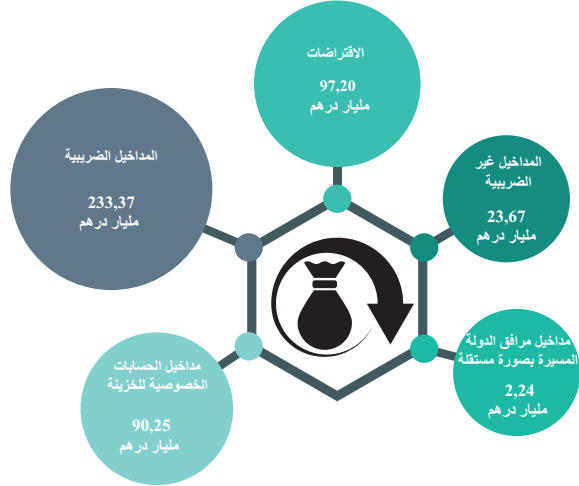 الاقتراضات
97,20
مليار درهم
المداخيل غير
الضريبية
23,67
مليار درهم
المداخيل الضريبية
233,37
مليار درهم
مداخيل مرافق الدولة
المسيرة بصورة مستقلة
2,24
مليار درهم
مداخيل الحسابات
الخصوصية للخزينة
90,25
مليار درهم